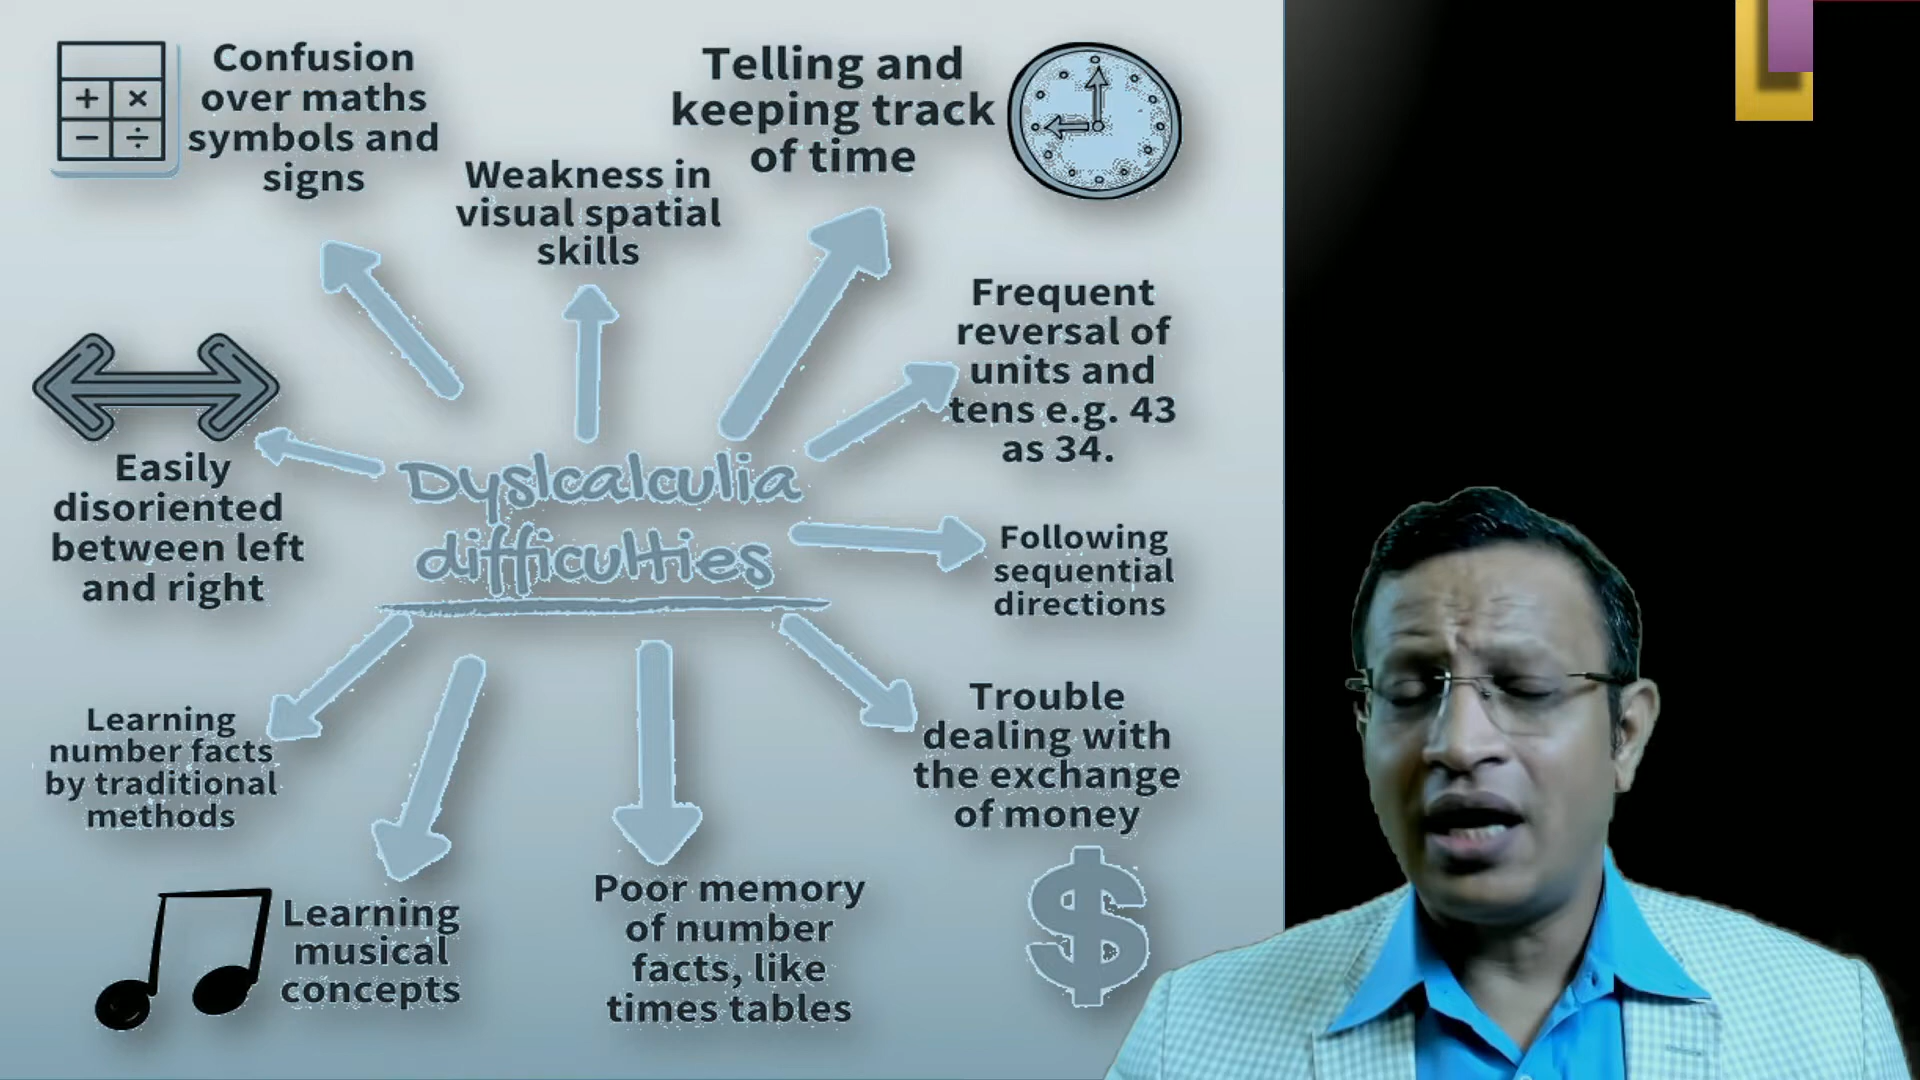 Confusion
over maths
symbols and
signs
Weakness in
visual spatial
skills
Telling and
keeping track
of time
Frequent
reversal of
units and
tens e.g. 43
as 34.
Easily
disoriented
between left
and right
Dyslcalculia
difficulties
Following
sequential
directions
Learning
number facts
by traditional
methods
Trouble
dealing with
the exchange
of money
Learning
musical
concepts
Poor memory
of number
facts, like
times tables